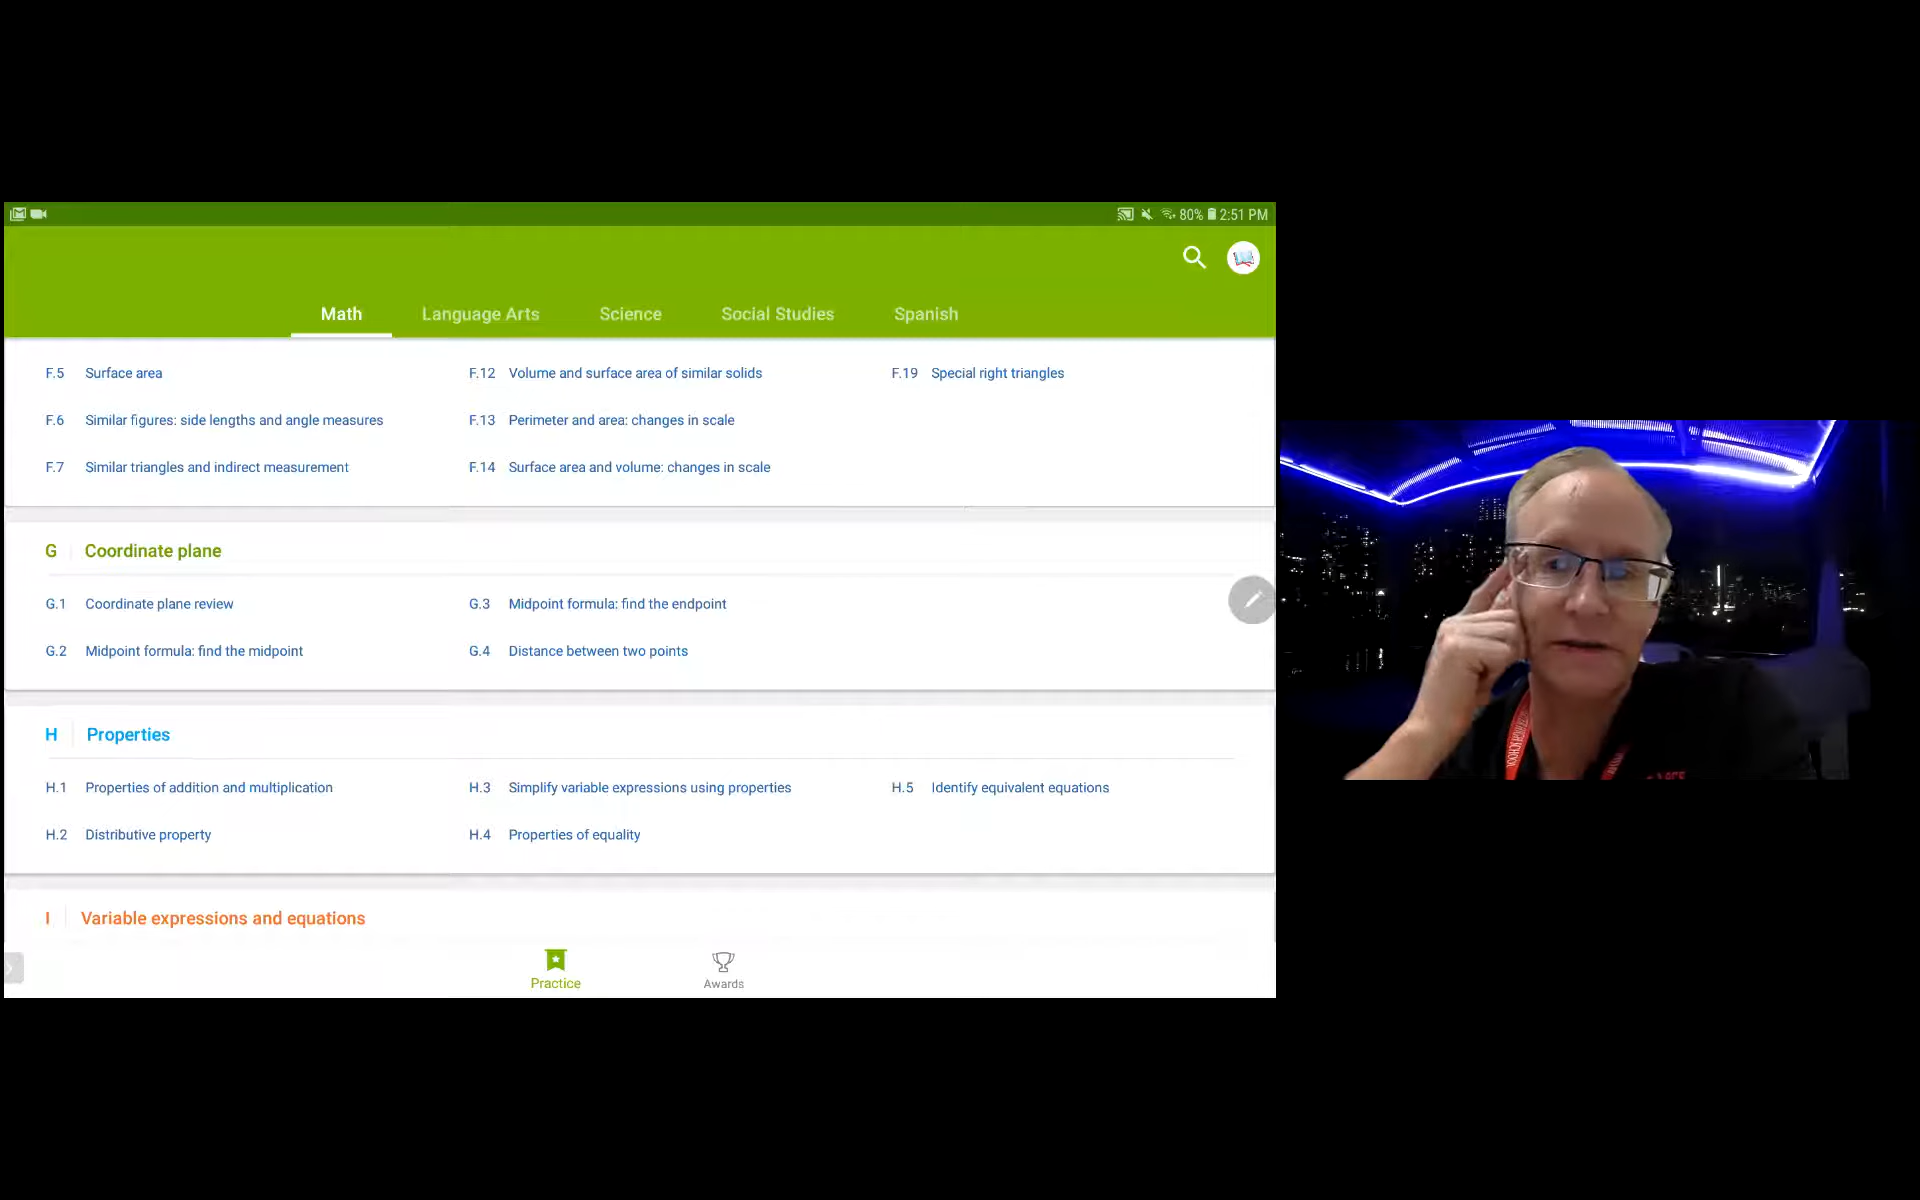 80% 2:51 PM
Math Language Arts Science Social Studies Spanish
F.5 Surface area F.12 Volume and surface area of similar solids F.19 Special right triangles
F.6 Similar figures: side lengths and angle measures F.13 Perimeter and area: changes in scale
F.7 Similar triangles and indirect measurement F.14 Surface area and volume: changes in scale
G Coordinate plane
G.1 Coordinate plane review G.3 Midpoint formula: find the endpoint
G.2 Midpoint formula: find the midpoint G.4 Distance between two points
H Properties
H.1 Properties of addition and multiplication H.3 Simplify variable expressions using properties H.5 Identify equivalent equations
H.2 Distributive property H.4 Properties of equality
I Variable expressions and equations
Practice Awards